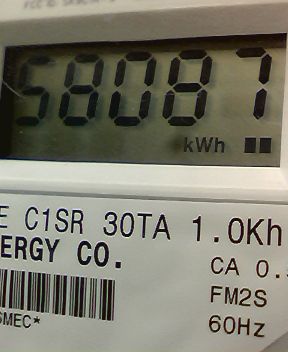 58087
kWh
E C1SR 30TA 1.0Kh
ERGY CO.
CA 0.
FM2S
SMEC*
60Hz